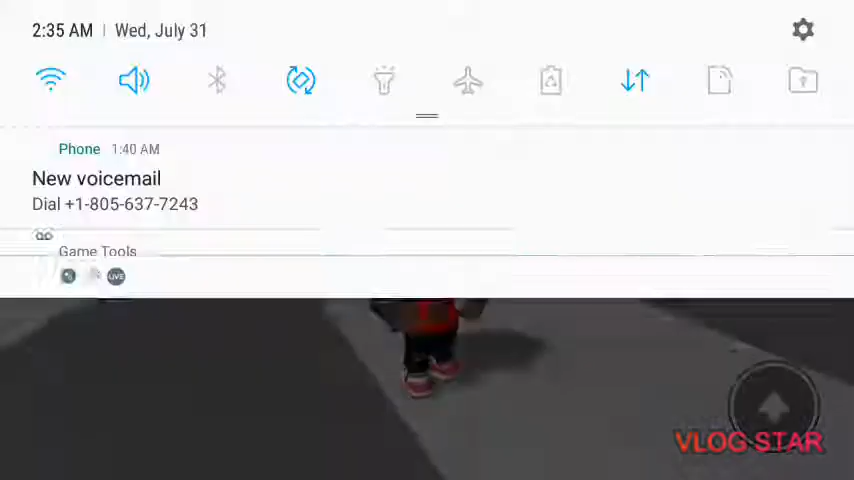 2:35 AM | Wed, July 31
Phone 1:40 AM
New voicemail
Dial +1-805-637-7243
Game Tools
LIVE
VLOG STAR